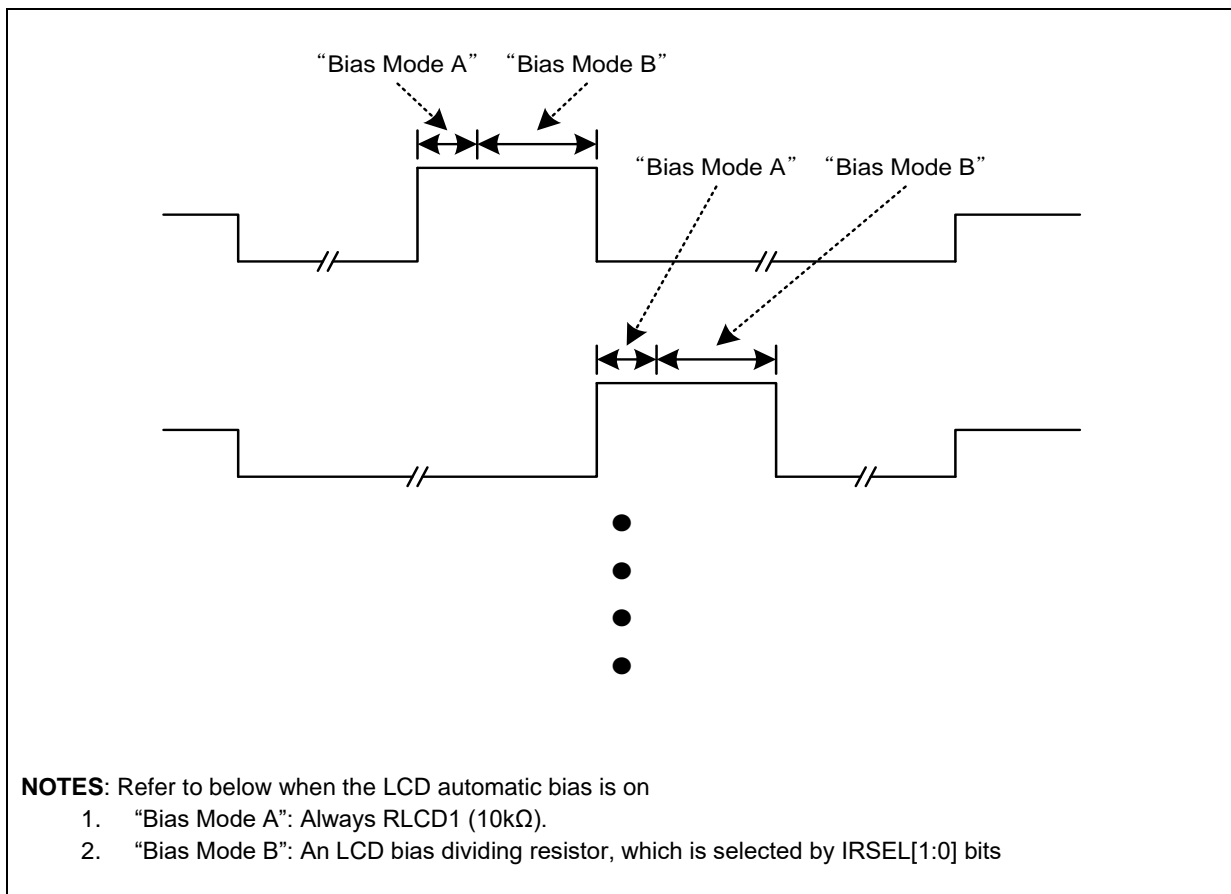 “Bias Mode A” “Bias Mode B”
“Bias Mode A” “Bias Mode B”
NOTES: Refer to below when the LCD automatic bias is on
1. “Bias Mode A”: Always RLCD1 (10kΩ).
2. “Bias Mode B”: An LCD bias dividing resistor, which is selected by IRSEL[1:0] bits